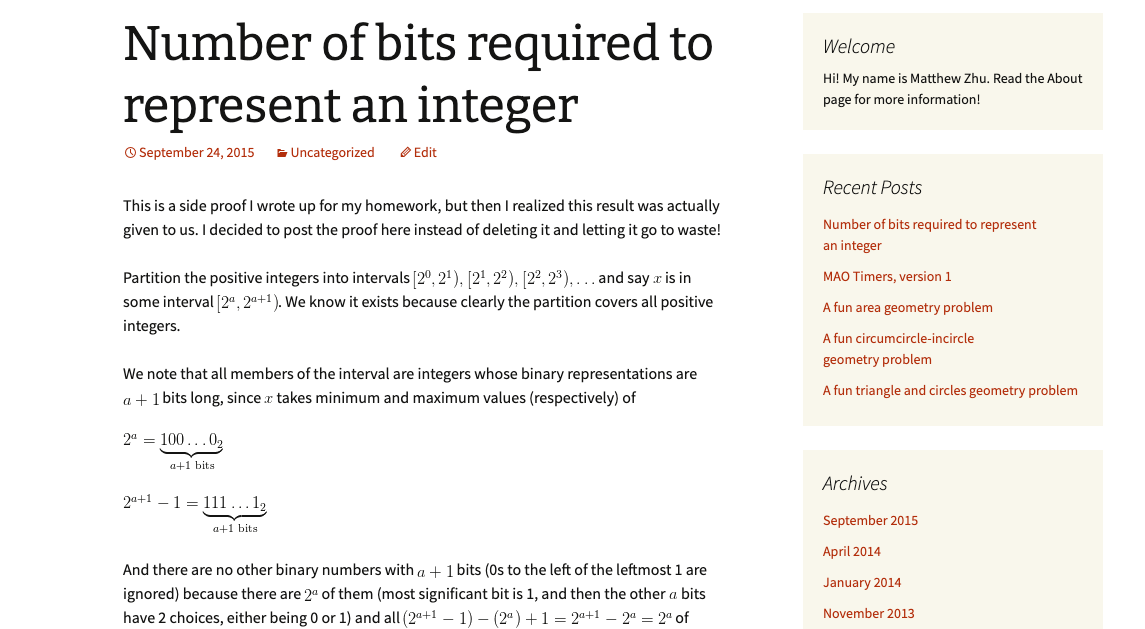 Number of bits required to
represent an integer
September 24, 2015 Uncategorized Edit
This is a side proof I wrote up for my homework, but then I realized this result was actually
given to us. I decided to post the proof here instead of deleting it and letting it go to waste!
Partition the positive integers into intervals [2^0, 2^1), [2^1, 2^2), [2^2, 2^3), ... and say x is in
some interval [2^a, 2^{a+1}). We know it exists because clearly the partition covers all positive
integers.
We note that all members of the interval are integers whose binary representations are
a + 1 bits long, since x takes minimum and maximum values (respectively) of
2^a = 100...0_2
a+1 bits
2^{a+1} − 1 = 111...1_2
a+1 bits
And there are no other binary numbers with a + 1 bits (0s to the left of the leftmost 1 are
ignored) because there are 2^a of them (most significant bit is 1, and then the other a bits
have 2 choices, either being 0 or 1) and all (2^{a+1} − 1) − (2^a) + 1 = 2^{a+1} − 2^a = 2^a of
Welcome
Hi! My name is Matthew Zhu. Read the About
page for more information!
Recent Posts
Number of bits required to represent
an integer
MAO Timers, version 1
A fun area geometry problem
A fun circumcircle-incircle
geometry problem
A fun triangle and circles geometry problem
Archives
September 2015
April 2014
January 2014
November 2013